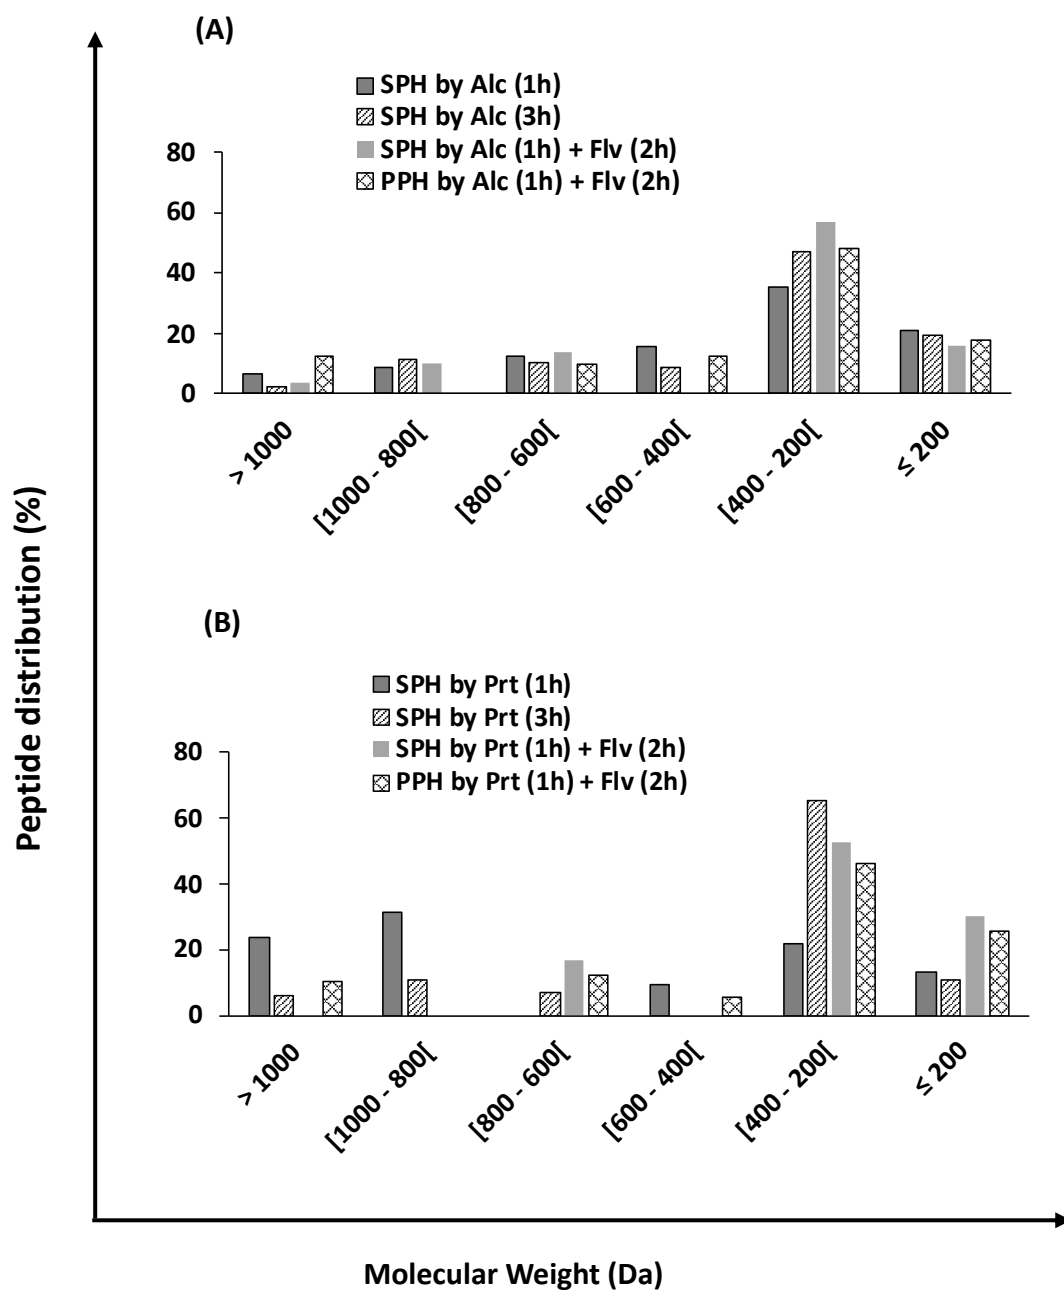 (A)
SPH by Alc (1h)
SPH by Alc (3h)
SPH by Alc (1h) + Flv (2h)
PPH by Alc (1h) + Flv (2h)
80
60
40
20
0
> 1000
[1000 - 800[
[800 - 600[
[600 - 400[
[400 - 200[
≤ 200
Peptide distribution (%)
(B)
SPH by Prt (1h)
SPH by Prt (3h)
SPH by Prt (1h) + Flv (2h)
PPH by Prt (1h) + Flv (2h)
80
60
40
20
0
> 1000
[1000 - 800[
[800 - 600[
[600 - 400[
[400 - 200[
≤ 200
Molecular Weight (Da)